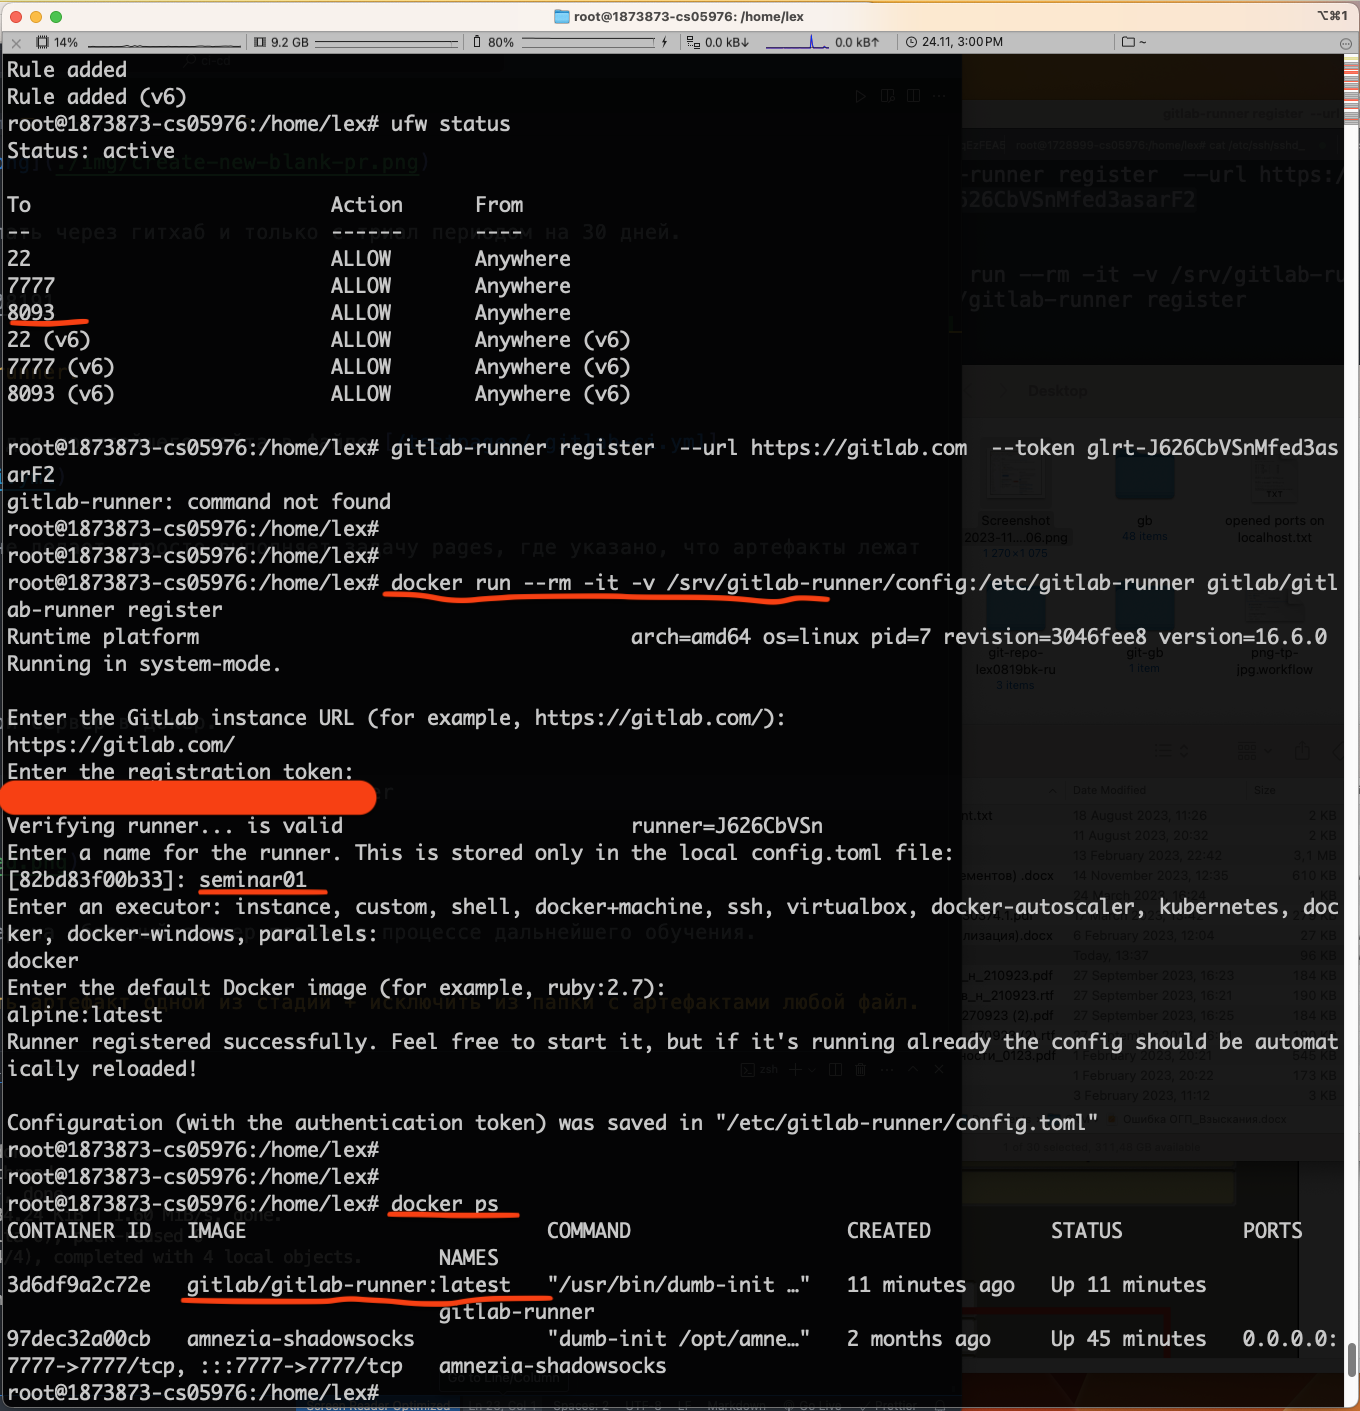 root@1873873-cs05976: /home/lex
⌥⌘1
14% 9.2 GB 80% 0.0 kB↓ 0.0 kB↑ 24.11, 3:00 PM ~
Rule added
Rule added (v6)
root@1873873-cs05976:/home/lex# ufw status
Status: active
To Action From
-- ------ ----
22 ALLOW Anywhere
7777 ALLOW Anywhere
8093 ALLOW Anywhere
22 (v6) ALLOW Anywhere (v6)
7777 (v6) ALLOW Anywhere (v6)
8093 (v6) ALLOW Anywhere (v6)
root@1873873-cs05976:/home/lex# gitlab-runner register  --url https://gitlab.com  --token glrt-J626CbVSnMfed3as
arF2
gitlab-runner: command not found
root@1873873-cs05976:/home/lex#
root@1873873-cs05976:/home/lex#
root@1873873-cs05976:/home/lex# docker run --rm -it -v /srv/gitlab-runner/config:/etc/gitlab-runner gitlab/gitl
ab-runner register
Runtime platform arch=amd64 os=linux pid=7 revision=3046fee8 version=16.6.0
Running in system-mode.
Enter the GitLab instance URL (for example, https://gitlab.com/):
https://gitlab.com/
Enter the registration token:
Verifying runner... is valid runner=J626CbVSn
Enter a name for the runner. This is stored only in the local config.toml file:
[82bd83f00b33]: seminar01
Enter an executor: instance, custom, shell, docker+machine, ssh, virtualbox, docker-autoscaler, kubernetes, doc
ker, docker-windows, parallels:
docker
Enter the default Docker image (for example, ruby:2.7):
alpine:latest
Runner registered successfully. Feel free to start it, but if it's running already the config should be automat
ically reloaded!
Configuration (with the authentication token) was saved in "/etc/gitlab-runner/config.toml"
root@1873873-cs05976:/home/lex#
root@1873873-cs05976:/home/lex#
root@1873873-cs05976:/home/lex# docker ps
CONTAINER ID IMAGE COMMAND CREATED STATUS PORTS
NAMES
3d6df9a2c72e gitlab/gitlab-runner:latest "/usr/bin/dumb-init …" 11 minutes ago Up 11 minutes
gitlab-runner
97dec32a00cb amnezia-shadowsocks "dumb-init /opt/amne…" 2 months ago Up 45 minutes 0.0.0.0:
7777->7777/tcp, :::7777->7777/tcp amnezia-shadowsocks
root@1873873-cs05976:/home/lex#